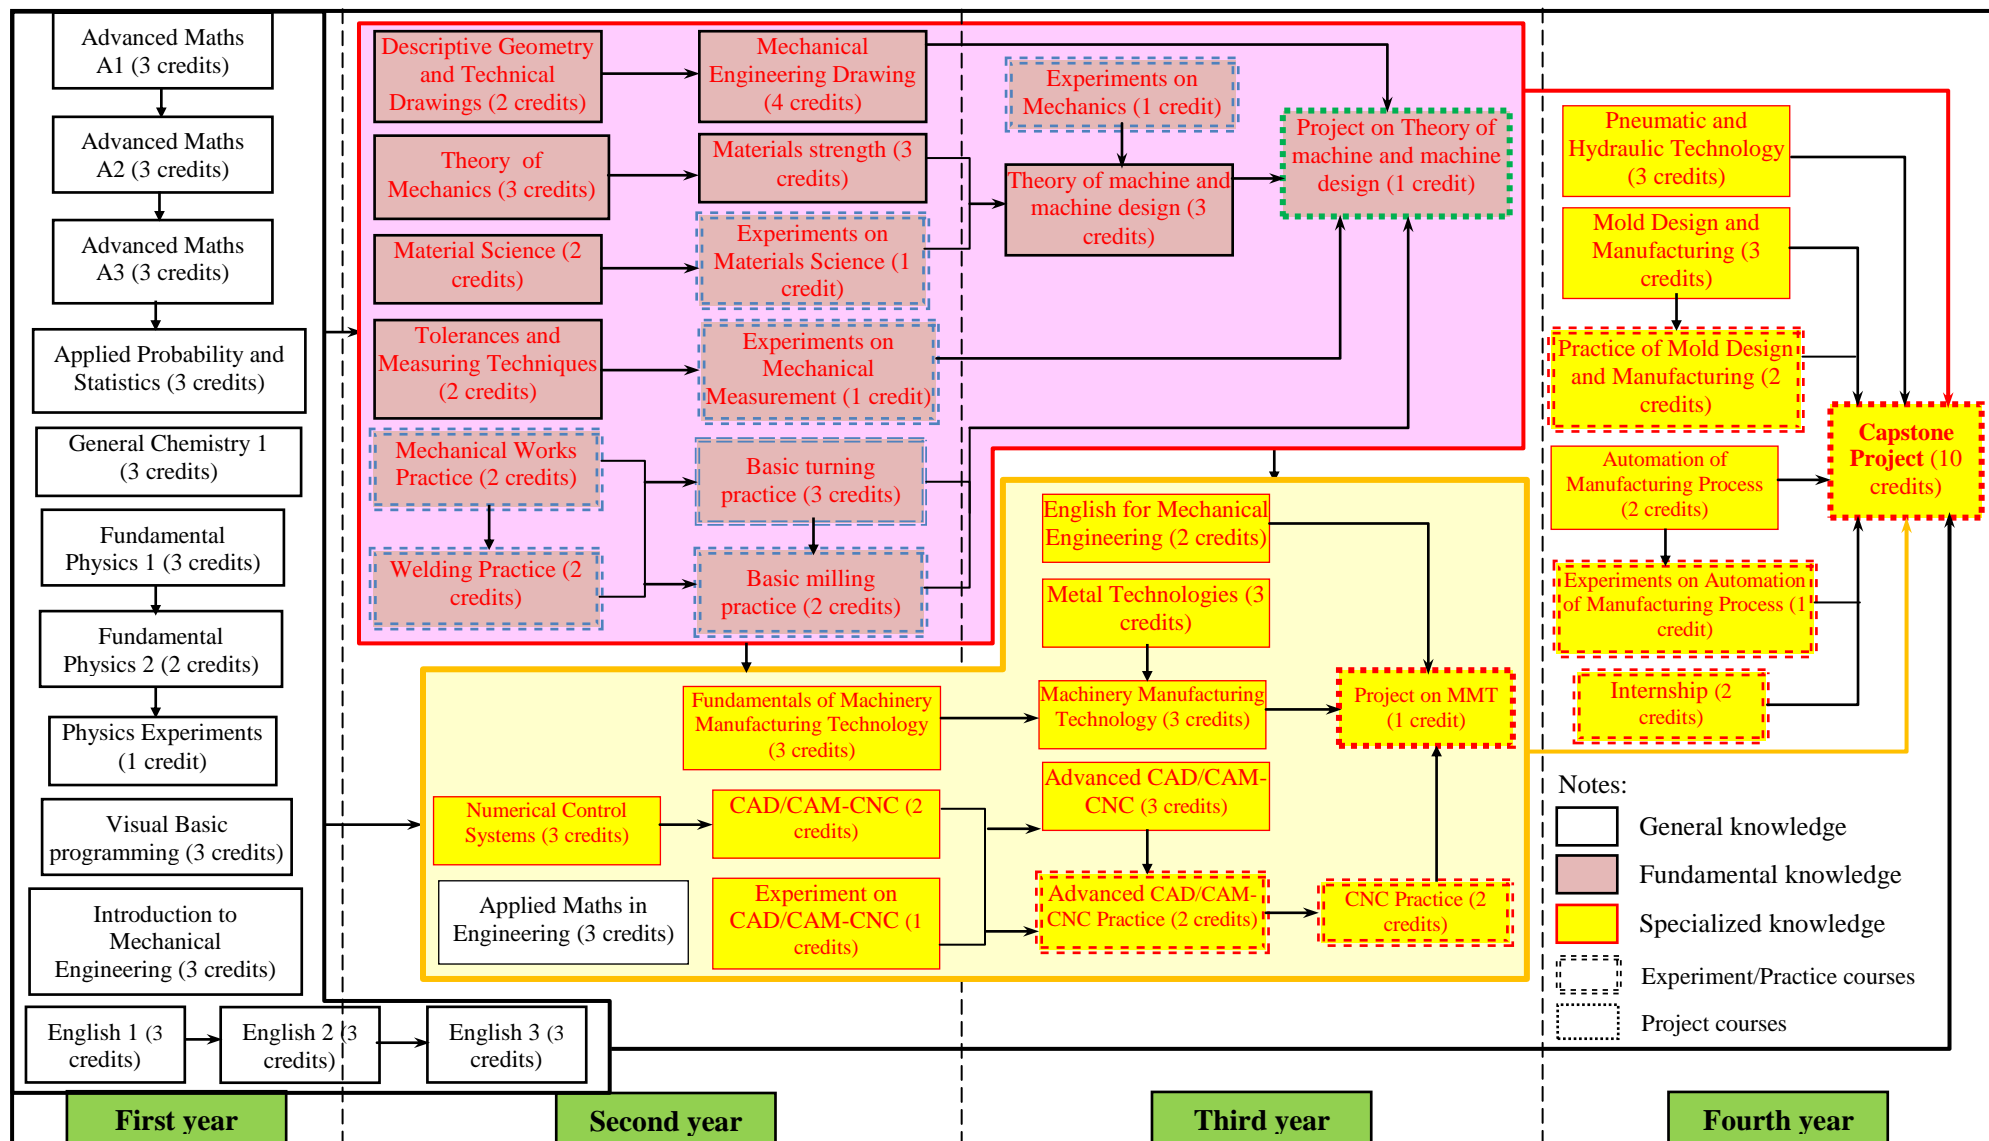 Advanced Maths
A1 (3 credits)
Advanced Maths
A2 (3 credits)
Advanced Maths
A3 (3 credits)
Applied Probability and
Statistics (3 credits)
General Chemistry 1
(3 credits)
Fundamental
Physics 1 (3 credits)
Fundamental
Physics 2 (2 credits)
Physics Experiments
(1 credit)
Visual Basic
programming (3 credits)
Introduction to
Mechanical
Engineering (3 credits)
English 1 (3
credits)
English 2 (3
credits)
English 3 (3
credits)
Descriptive Geometry
and Technical
Drawings (2 credits)
Mechanical
Engineering Drawing
(4 credits)
Theory of
Mechanics (3 credits)
Materials strength (3
credits)
Material Science (2
credits)
Experiments on
Materials Science (1
credit)
Tolerances and
Measuring Techniques
(2 credits)
Experiments on
Mechanical
Measurement (1 credit)
Mechanical Works
Practice (2 credits)
Basic turning
practice (3 credits)
Welding Practice (2
credits)
Basic milling
practice (2 credits)
Experiments on
Mechanics (1 credit)
Theory of machine and
machine design (3
credits)
Project on Theory of
machine and machine
design (1 credit)
English for Mechanical
Engineering (2 credits)
Metal Technologies (3
credits)
Fundamentals of Machinery
Manufacturing Technology
(3 credits)
Machinery Manufacturing
Technology (3 credits)
Project on MMT
(1 credit)
Numerical Control
Systems (3 credits)
CAD/CAM-CNC (2
credits)
Advanced CAD/CAM-
CNC (3 credits)
Applied Maths in
Engineering (3 credits)
Experiment on
CAD/CAM-CNC (1
credits)
Advanced CAD/CAM-
CNC Practice (2 credits)
CNC Practice (2
credits)
Pneumatic and
Hydraulic Technology
(3 credits)
Mold Design and
Manufacturing (3
credits)
Practice of Mold Design
and Manufacturing (2
credits)
Automation of
Manufacturing Process
(2 credits)
Experiments on Automation
of Manufacturing Process (1
credit)
Internship (2
credits)
Capstone
Project (10
credits)
Notes:
General knowledge
Fundamental knowledge
Specialized knowledge
Experiment/Practice courses
Project courses
First year
Second year
Third year
Fourth year